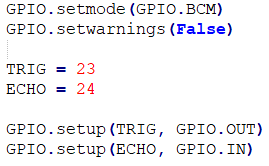 GPIO.setmode(GPIO.BCM)
GPIO.setwarnings(False)
TRIG = 23
ECHO = 24
GPIO.setup(TRIG, GPIO.OUT)
GPIO.setup(ECHO, GPIO.IN)